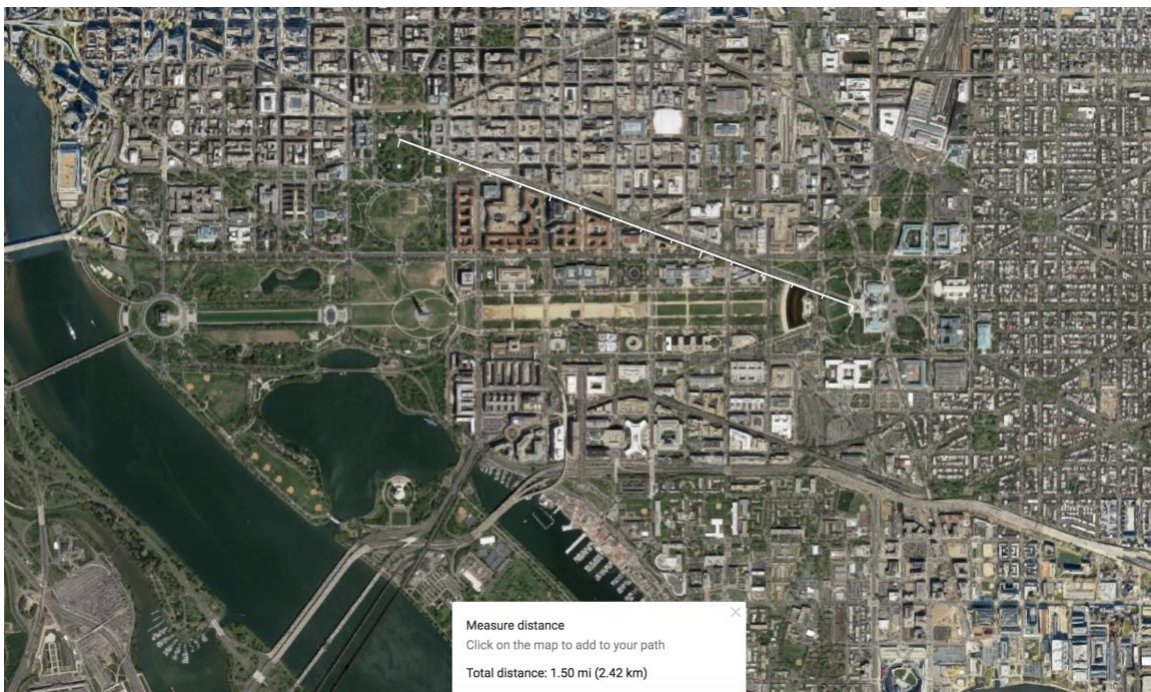 Measure distance
Click on the map to add to your path
Total distance: 1.50 mi (2.42 km)